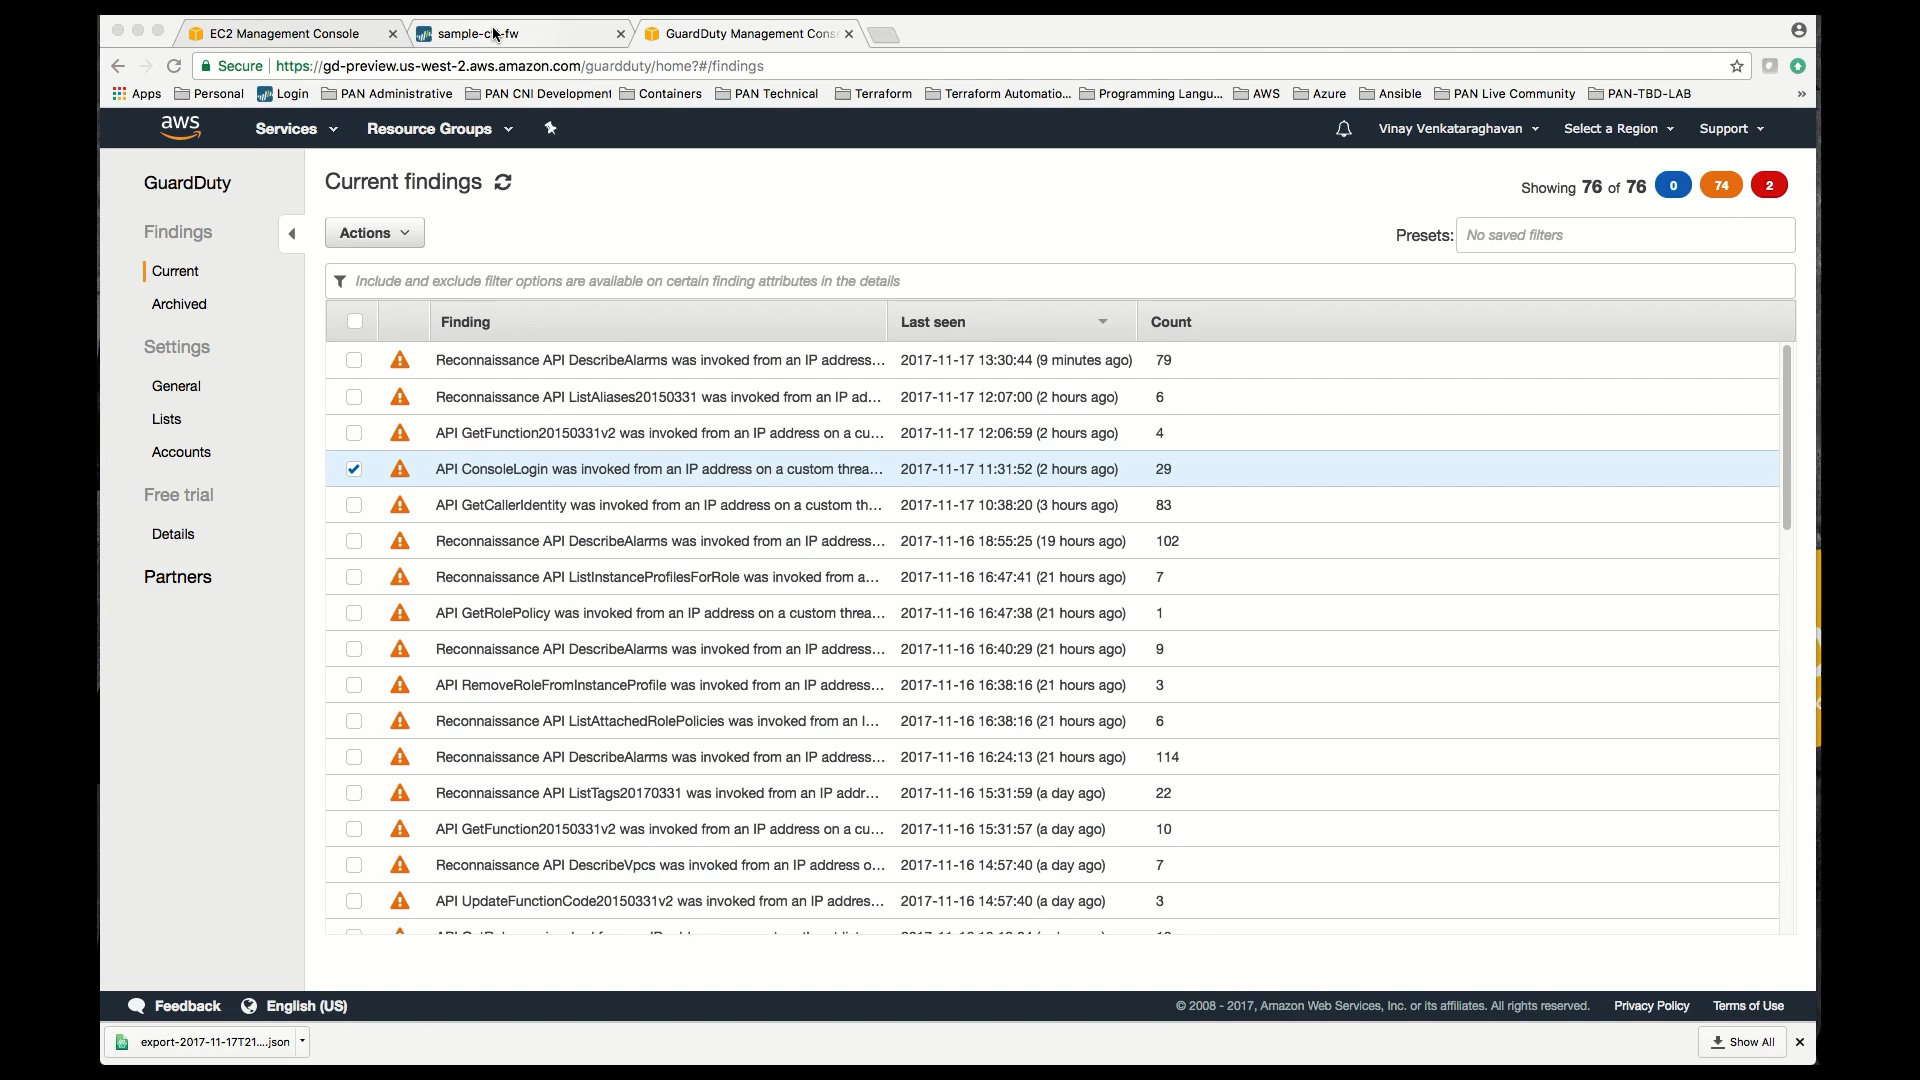 EC2 Management Console
sample-c
-fw
GuardDuty Management Cons
Secure
https://gd-preview.us-west-2.aws.amazon.com/guardduty/home?#/findings
Apps Personal Login PAN Administrative PAN CNI Development Containers PAN Technical Terraform Terraform Automatio... Programming Langu... AWS Azure Ansible PAN Live Community PAN-TBD-LAB »
aws Services Resource Groups Vinay Venkataraghavan Select a Region Support
GuardDuty
Findings
Current
Archived
Settings
General
Lists
Accounts
Free trial
Details
Partners
Current findings
Showing 76 of 76 0 74 2
Actions
Presets: No saved filters
Include and exclude filter options are available on certain finding attributes in the details
Finding Last seen Count
Reconnaissance API DescribeAlarms was invoked from an IP address... 2017-11-17 13:30:44 (9 minutes ago) 79
Reconnaissance API ListAliases20150331 was invoked from an IP ad... 2017-11-17 12:07:00 (2 hours ago) 6
API GetFunction20150331v2 was invoked from an IP address on a cu... 2017-11-17 12:06:59 (2 hours ago) 4
API ConsoleLogin was invoked from an IP address on a custom threa... 2017-11-17 11:31:52 (2 hours ago) 29
API GetCallerIdentity was invoked from an IP address on a custom th... 2017-11-17 10:38:20 (3 hours ago) 83
Reconnaissance API DescribeAlarms was invoked from an IP address... 2017-11-16 18:55:25 (19 hours ago) 102
Reconnaissance API ListInstanceProfilesForRole was invoked from a... 2017-11-16 16:47:41 (21 hours ago) 7
API GetRolePolicy was invoked from an IP address on a custom threa... 2017-11-16 16:47:38 (21 hours ago) 1
Reconnaissance API DescribeAlarms was invoked from an IP address... 2017-11-16 16:40:29 (21 hours ago) 9
API RemoveRoleFromInstanceProfile was invoked from an IP address... 2017-11-16 16:38:16 (21 hours ago) 3
Reconnaissance API ListAttachedRolePolicies was invoked from an I... 2017-11-16 16:38:16 (21 hours ago) 6
Reconnaissance API DescribeAlarms was invoked from an IP address... 2017-11-16 16:24:13 (21 hours ago) 114
Reconnaissance API ListTags20170331 was invoked from an IP addr... 2017-11-16 15:31:59 (a day ago) 22
API GetFunction20150331v2 was invoked from an IP address on a cu... 2017-11-16 15:31:57 (a day ago) 10
Reconnaissance API DescribeVpcs was invoked from an IP address o... 2017-11-16 14:57:40 (a day ago) 7
API UpdateFunctionCode20150331v2 was invoked from an IP addres... 2017-11-16 14:57:40 (a day ago) 3
Feedback English (US)
© 2008 - 2017, Amazon Web Services, Inc. or its affiliates. All rights reserved. Privacy Policy Terms of Use
export-2017-11-17T21....json
Show All